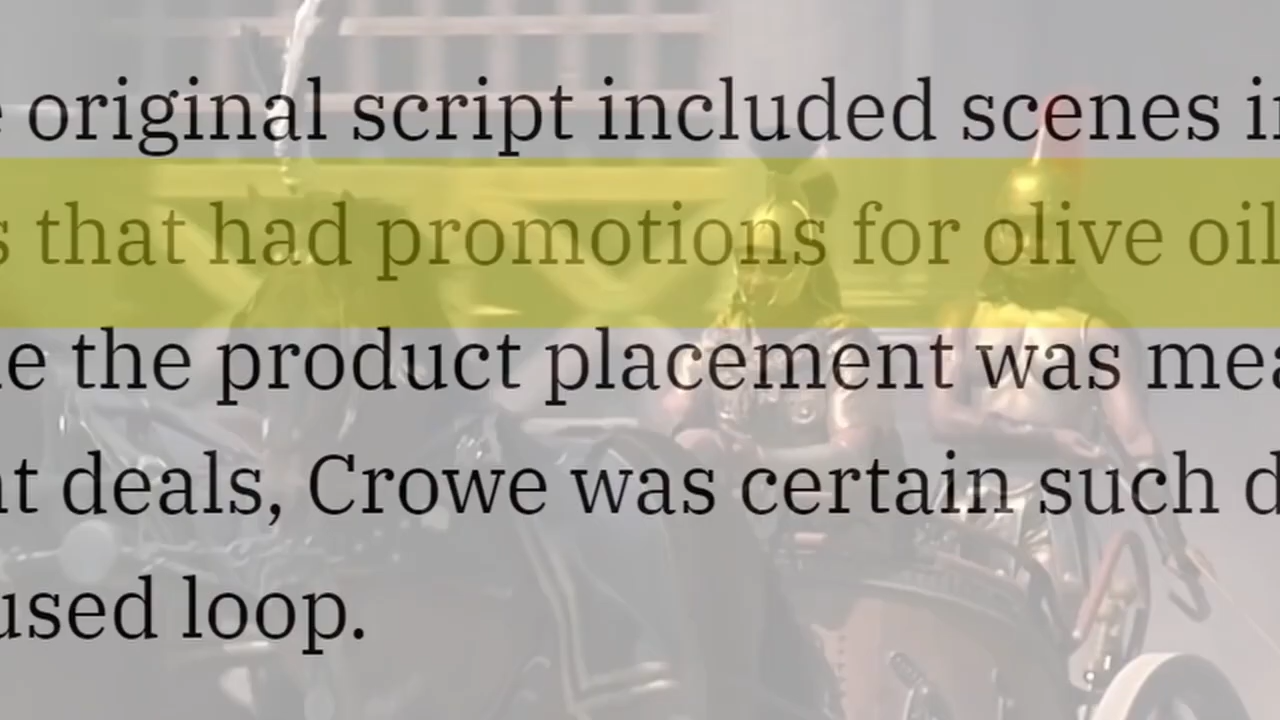 original script included scenes
that had promotions for olive oil
the product placement was
deals, Crowe was certain such
loop.